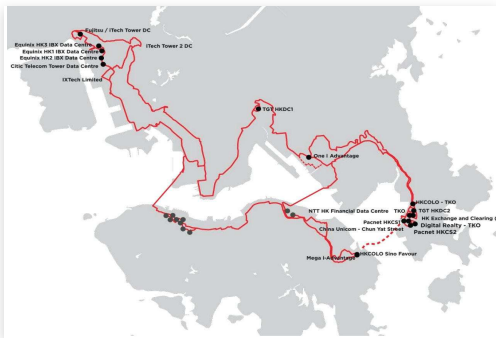 Fujitsu / iTech Tower DC
iTech Tower 2 DC
Equinix HK3 IBX Data Centre
Equinix HK1 IBX Data Centre
Equinix HK2 IBX Data Centre
Citic Telecom Tower Data Centre
IXTech Limited
TGT HKDC1
One I Advantage
HKCOLO - TKO
NTT HK Financial Data Centre TKO
TGT HKDC2
HK Exchange and Clearing
Pacnet HKCS1
Digital Realty - TKO
China Unicom - Chun Yat Street
Pacnet HKCS2
HKCOLO Sino Favour
Mega I-Advantage